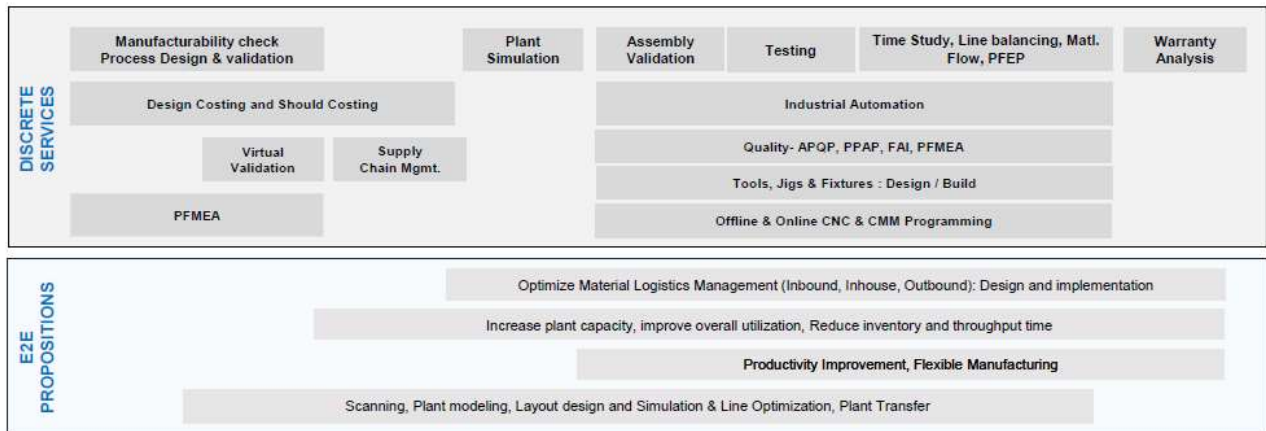 DISCRETE
SERVICES
Manufacturability check
Process Design & validation
Plant
Simulation
Assembly
Validation
Testing
Time Study, Line balancing, Matl.
Flow, PFEP
Warranty
Analysis
Design Costing and Should Costing
Industrial Automation
Virtual
Validation
Supply
Chain Mgmt.
Quality- APQP, PPAP, FAI, PFMEA
Tools, Jigs & Fixtures : Design / Build
PFMEA
Offline & Online CNC & CMM Programming
E2E
PROPOSITIONS
Optimize Material Logistics Management (Inbound, Inhouse, Outbound): Design and implementation
Increase plant capacity, improve overall utilization, Reduce inventory and throughput time
Productivity Improvement, Flexible Manufacturing
Scanning, Plant modeling, Layout design and Simulation & Line Optimization, Plant Transfer